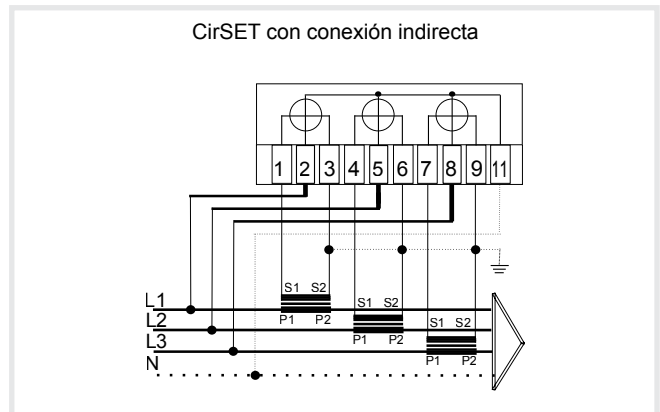 CirSET con conexión indirecta
1 2 3 4 5 6 7 8 9 11
S1 S2
L1
P1 P2
S1 S2
L2
P1 P2
S1 S2
L3
P1 P2
N